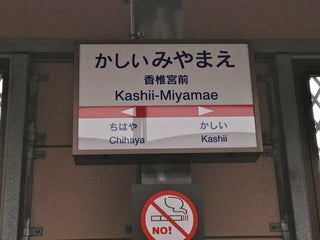 かしいみやまえ
香椎宮前
Kashii-Miyamae
ちはや かしい
Chihaya Kashii
NO!